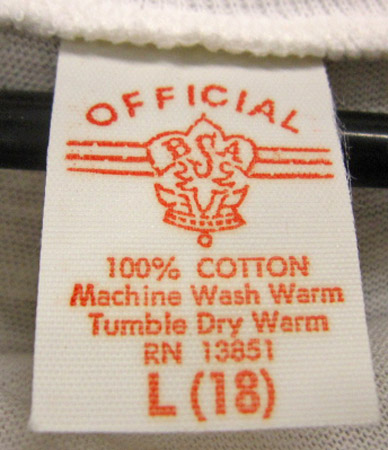 OFFICIAL
BSA
100% COTTON
Machine Wash Warm
Tumble Dry Warm
RN 13851
L (18)